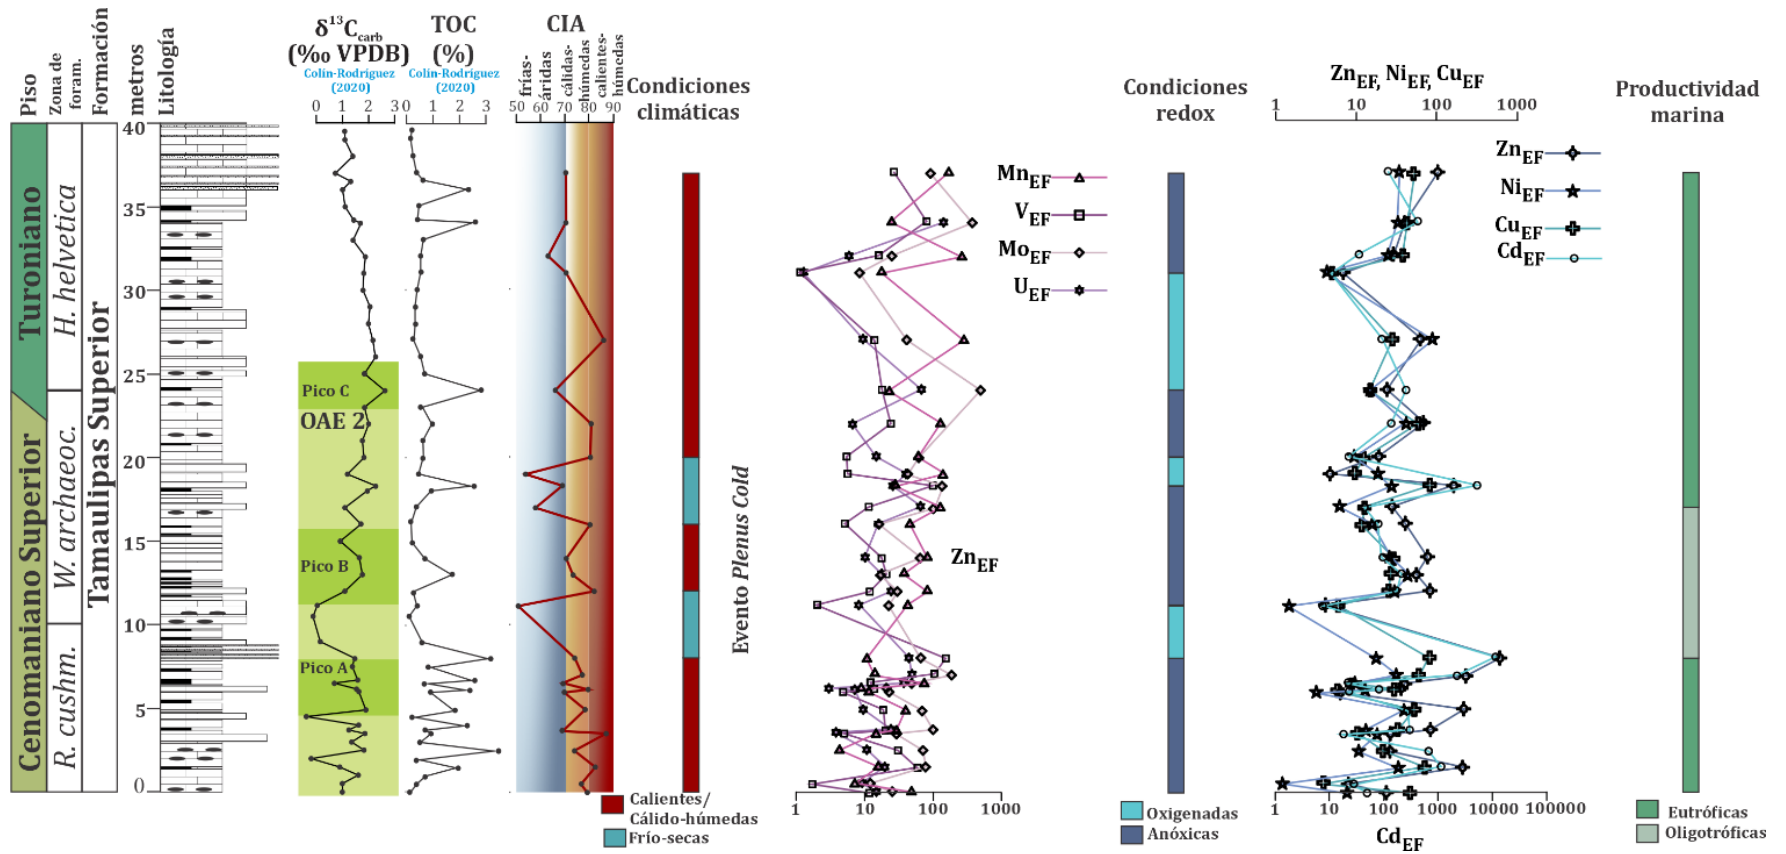 Piso
Zona de
foram.
Formación
metros
Litología
δ¹³Ccarb
(‰ VPDB)
Colín-Rodríguez
(2020)
0 1 2 3
TOC
(%)
Colín-Rodríguez
(2020)
0 1 2 3
CIA
frías-
áridas
cálidas-
húmedas
calientes-
húmedas
50 60 70 80 90
Condiciones
climáticas
Condiciones
redox
ZnEF, NiEF, CuEF
1 10 100 1000
Productividad
marina
Turoniano
Cenomaniano Superior
H. helvetica
W. archaeoc.
R. cushm.
Tamaulipas Superior
40
35
30
25
20
15
10
5
0
Pico C
OAE 2
Pico B
Pico A
Evento Plenus Cold
MnEF
VEF
MoEF
UEF
ZnEF
ZnEF
NiEF
CuEF
CdEF
1 10 100 1000
1 10 100 1000 10000 100000
CdEF
Calientes/
Cálido-húmedas
Frío-secas
Oxigenadas
Anóxicas
Eutróficas
Oligotróficas